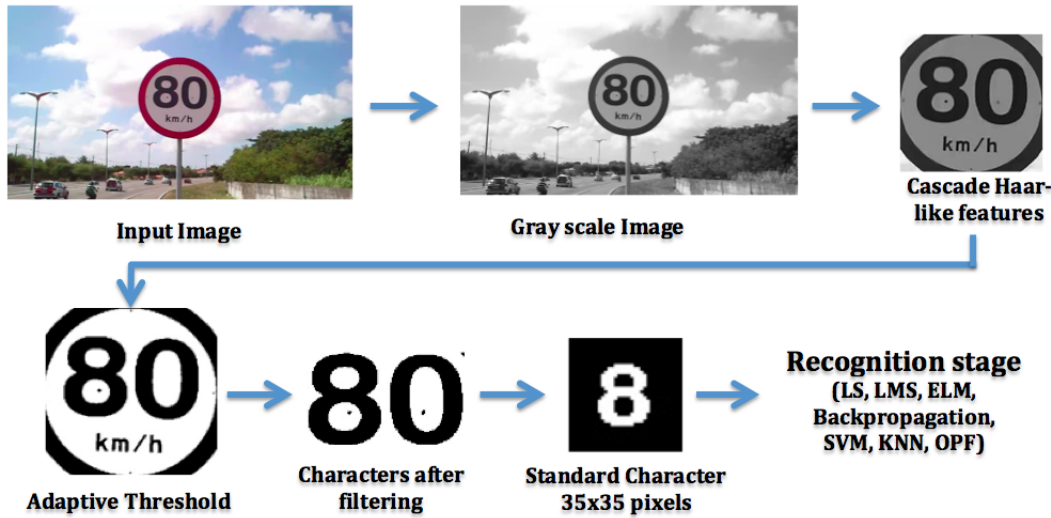 80
km/h
80
km/h
80
km/h
Input Image
Gray scale Image
Cascade Haar-
like features
80
km/h
80
8
Recognition stage
(LS, LMS, ELM,
Backpropagation,
SVM, KNN, OPF)
Adaptive Threshold
Characters after
filtering
Standard Character
35x35 pixels